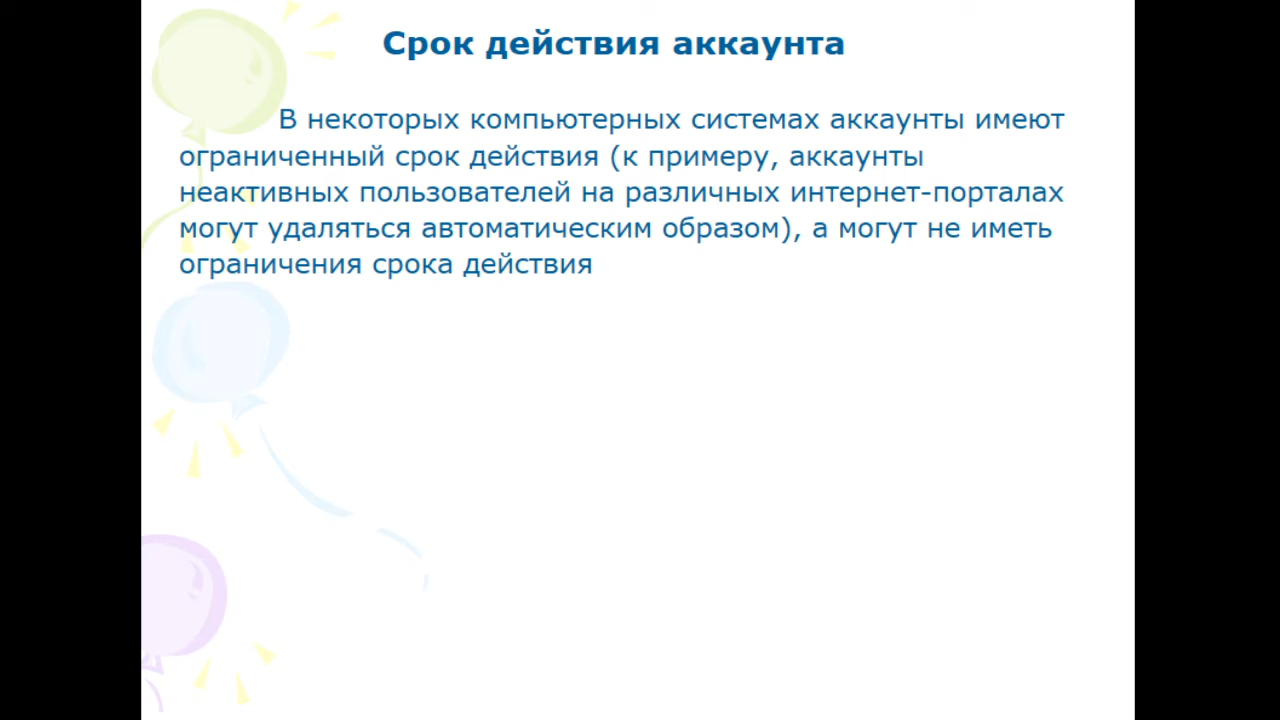 Срок действия аккаунта
В некоторых компьютерных системах аккаунты имеют
ограниченный срок действия (к примеру, аккаунты
неактивных пользователей на различных интернет-порталах
могут удаляться автоматическим образом), а могут не иметь
ограничения срока действия